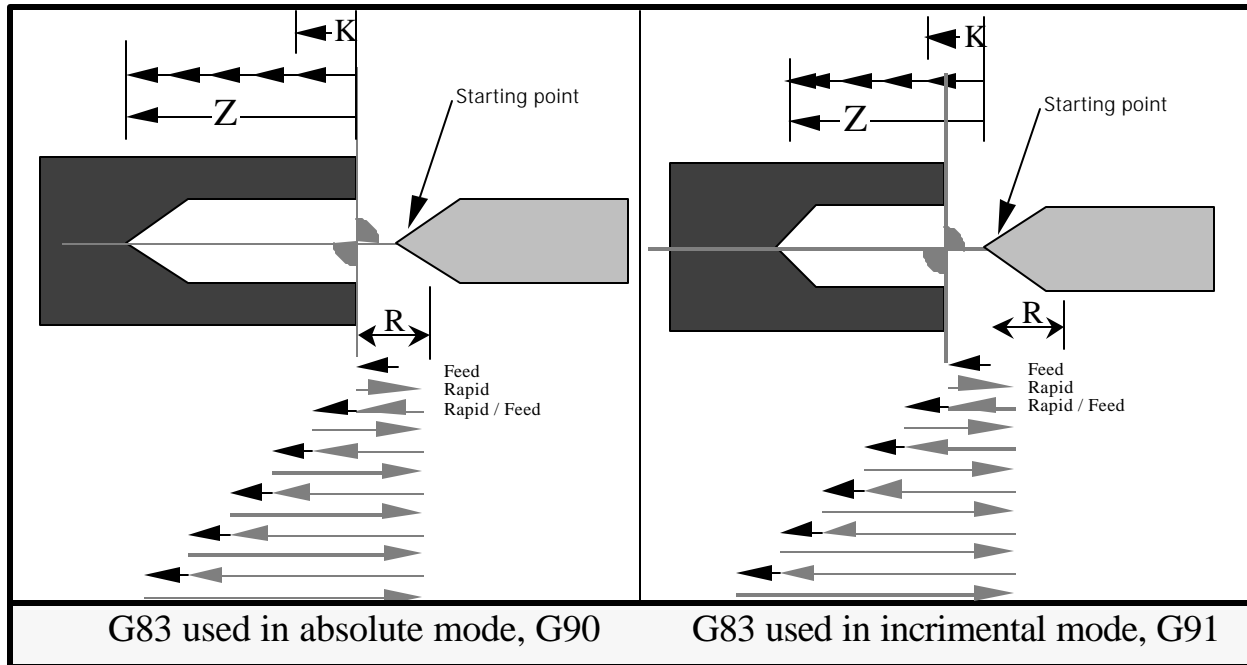 K
Z
Starting point
R
Feed
Rapid
Rapid / Feed
G83 used in absolute mode, G90
K
Z
Starting point
R
Feed
Rapid
Rapid / Feed
G83 used in incrimental mode, G91